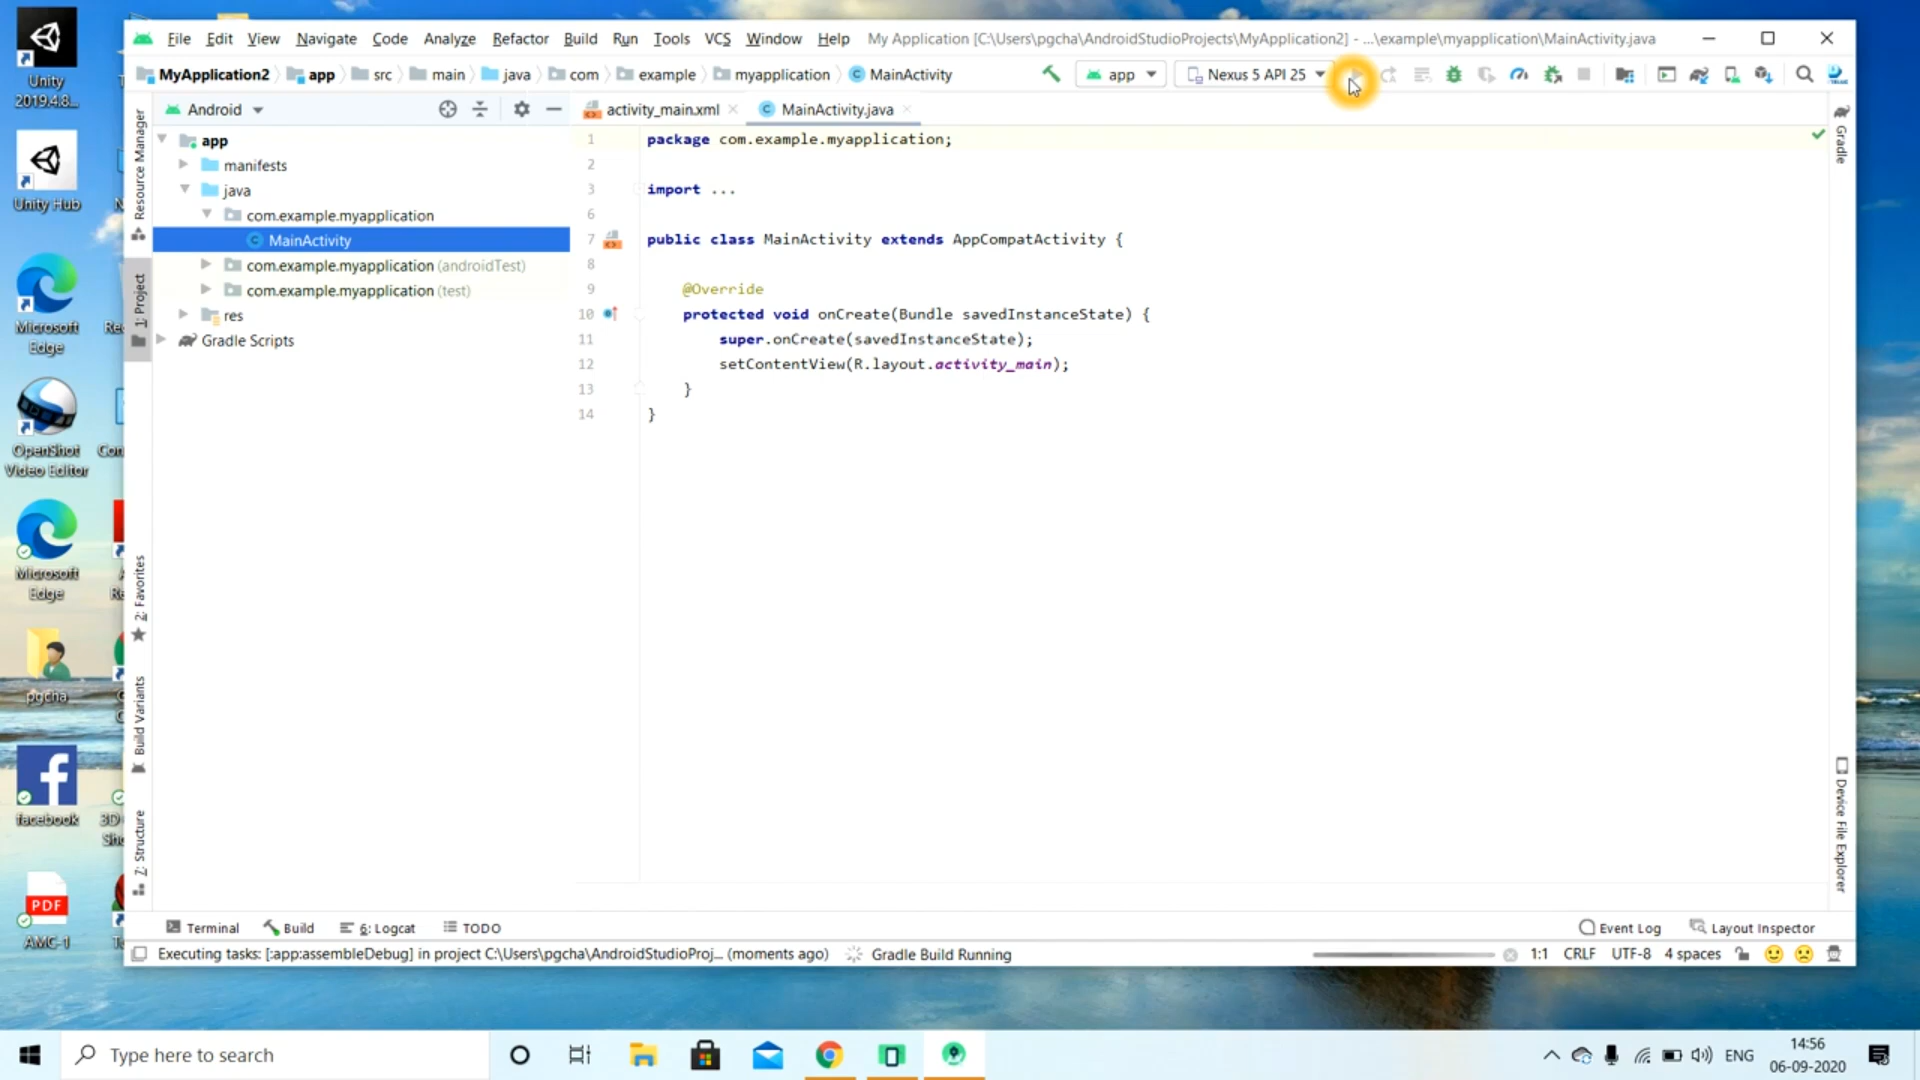 File Edit View Navigate Code Analyze Refactor Build Run Tools VCS Window Help My Application [C:\Users\pgcha\AndroidStudioProjects\MyApplication2] - ...\example\myapplication\MainActivity.java
MyApplication2 app src main java com example myapplication MainActivity app Nexus 5 API 25
Android
activity_main.xml MainActivity.java
app
manifests
java
com.example.myapplication
MainActivity
com.example.myapplication (androidTest)
com.example.myapplication (test)
res
Gradle Scripts
1 package com.example.myapplication;
2
3 import ...
6
7 public class MainActivity extends AppCompatActivity {
8
9 @Override
10 protected void onCreate(Bundle savedInstanceState) {
11 super.onCreate(savedInstanceState);
12 setContentView(R.layout.activity_main);
13 }
14 }
Resource Manager
1: Project
2: Favorites
Build Variants
7: Structure
Gradle
Device File Explorer
Terminal Build 6: Logcat TODO Event Log Layout Inspector
Executing tasks: [:app:assembleDebug] in project C:\Users\pgcha\AndroidStudioProj... (moments ago) Gradle Build Running 1:1 CRLF UTF-8 4 spaces
Unity
2019.4.8...
Unity Hub
Microsoft
Edge
OpenShot
Video Editor
Microsoft
Edge
pgcha
facebook
PDF
AMC-1
Type here to search
ENG
14:56
06-09-2020